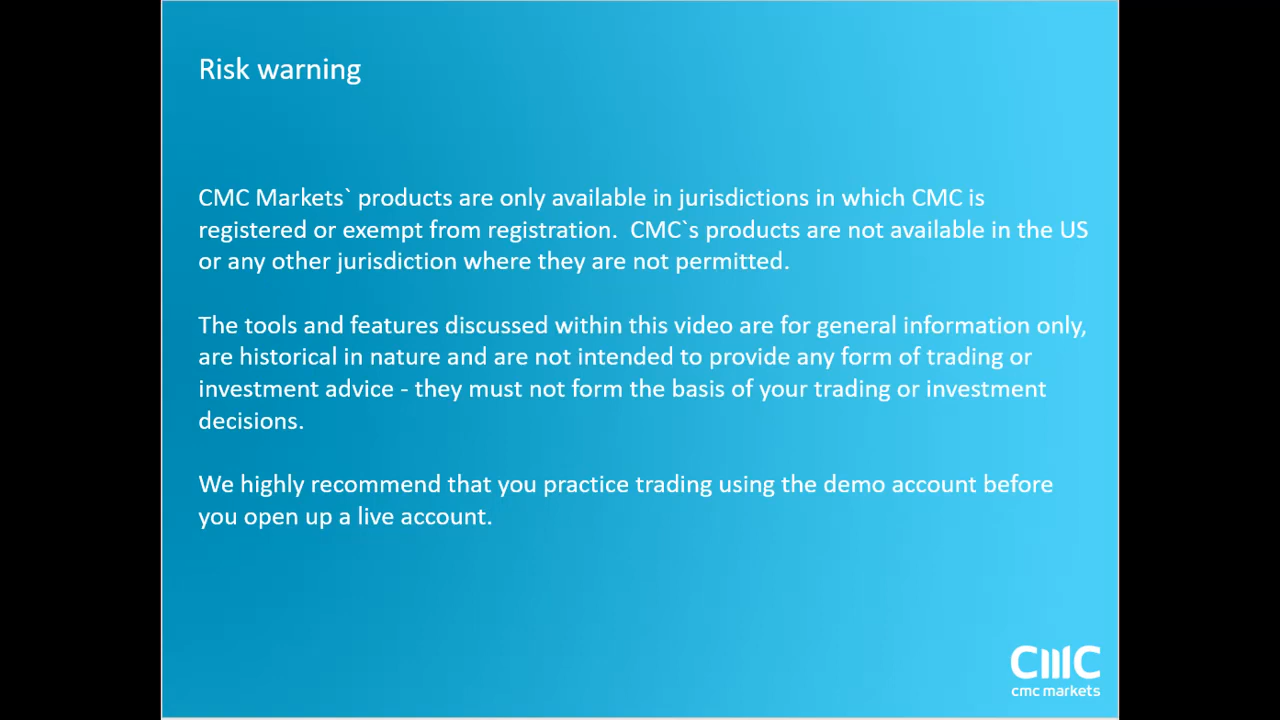 Risk warning
CMC Markets` products are only available in jurisdictions in which CMC is
registered or exempt from registration.  CMC`s products are not available in the US
or any other jurisdiction where they are not permitted.
The tools and features discussed within this video are for general information only,
are historical in nature and are not intended to provide any form of trading or
investment advice - they must not form the basis of your trading or investment
decisions.
We highly recommend that you practice trading using the demo account before
you open up a live account.
CMC
cmc markets